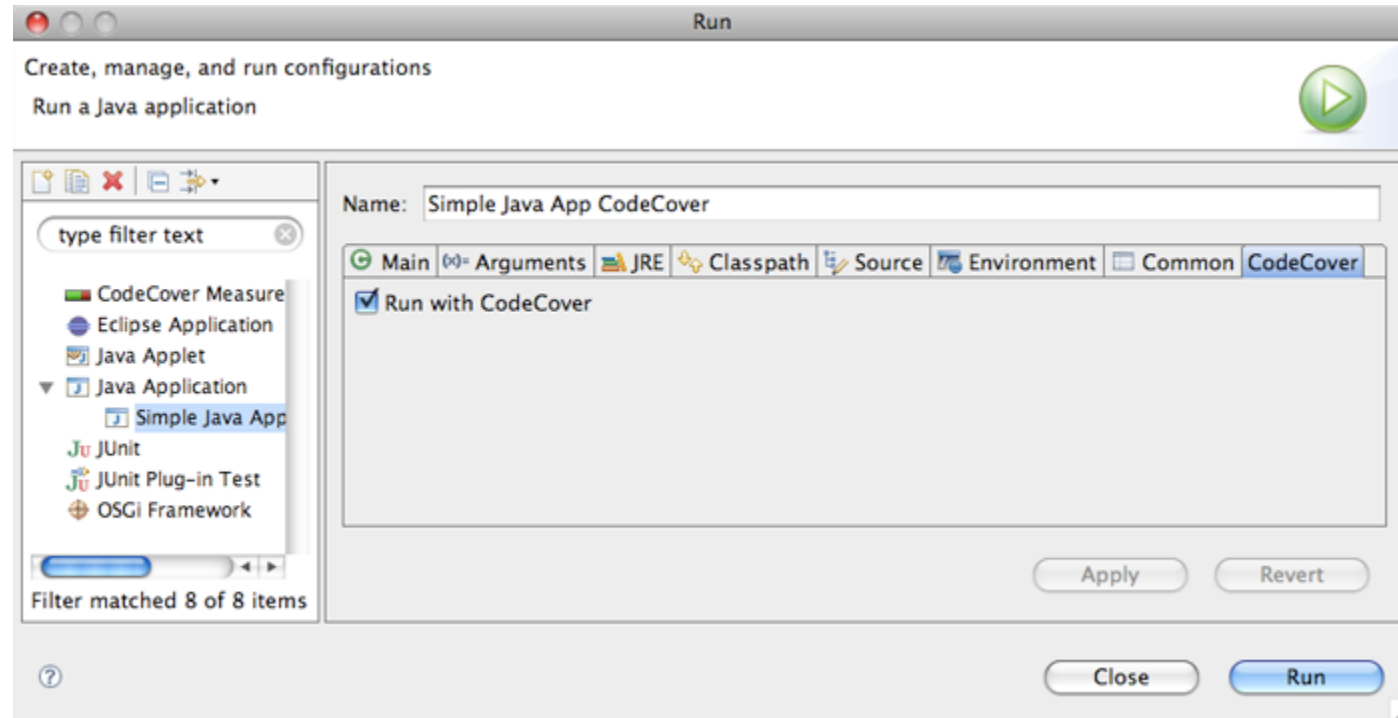 Run
Create, manage, and run configurations
Run a Java application
type filter text
CodeCover Measure
Eclipse Application
Java Applet
Java Application
Simple Java App
JUnit
JUnit Plug-in Test
OSGi Framework
Filter matched 8 of 8 items
Name: Simple Java App CodeCover
Main (x)= Arguments JRE Classpath Source Environment Common CodeCover
Run with CodeCover
Apply Revert
? Close Run